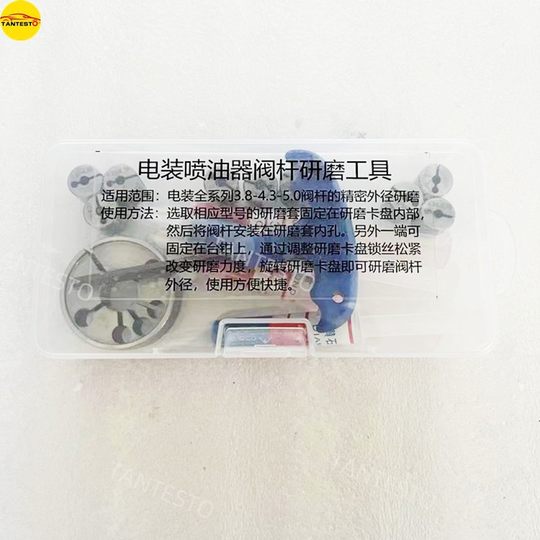 TANTESTO
电装喷油器阀杆研磨工具
适用范围：电装全系列3.8-4.3-5.0阀杆的精密外径研磨
使用方法：选取相应型号的研磨套固定在研磨卡盘内部，
然后将阀杆安装在研磨套内孔。另外一端可
固定在台钳上，通过调整研磨卡盘锁丝松紧
改变研磨力度，旋转研磨卡盘即可研磨阀杆
外径，使用方便快捷。
TANTESTO